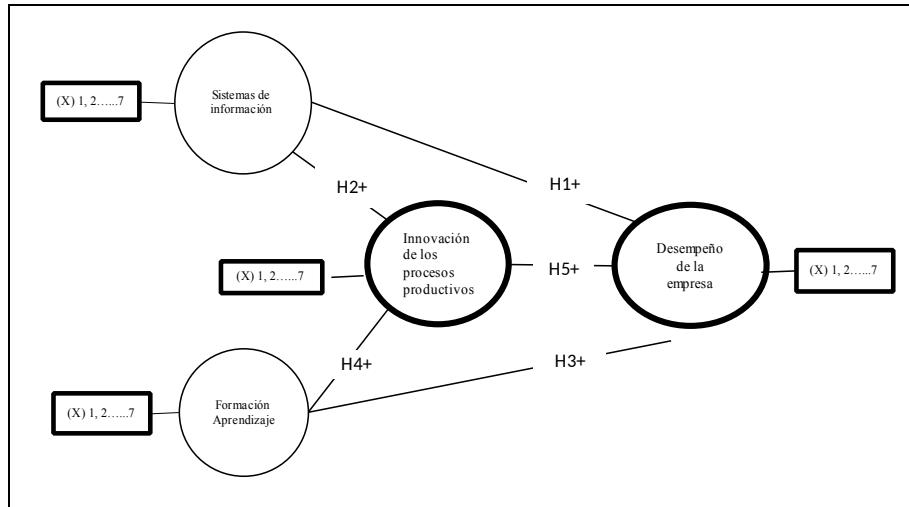 Sistemas de
información
(X) 1, 2…...7
H1+
H2+
Innovación
de los
procesos
productivos
Desempeño
de la
empresa
H5+
(X) 1, 2…...7
(X) 1, 2…...7
H4+
H3+
(X) 1, 2…...7
Formación
Aprendizaje